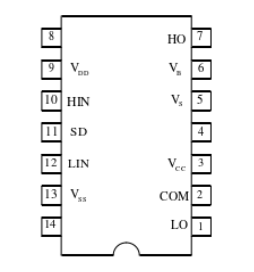 8 HO 7
9 V_DD V_B 6
10 HIN V_S 5
11 SD 4
12 LIN V_CC 3
13 V_SS COM 2
14 LO 1